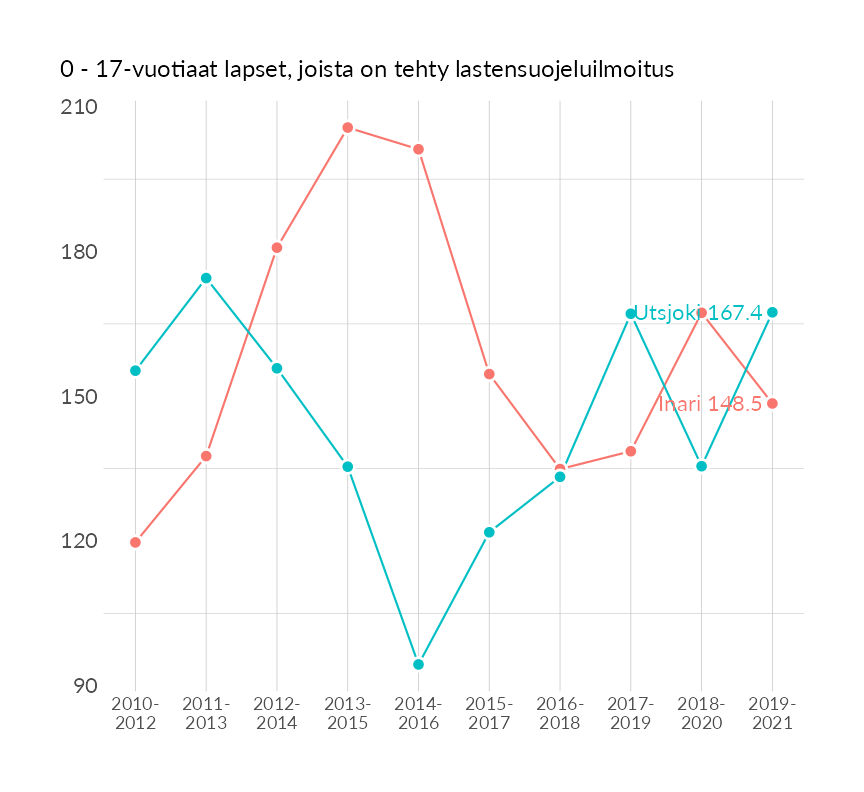 0 - 17-vuotiaat lapset, joista on tehty lastensuojeluilmoitus
210
180
150
120
90
Utsjoki 167.4
Inari 148.5
2010- 2011- 2012- 2013- 2014- 2015- 2016- 2017- 2018- 2019-
2012 2013 2014 2015 2016 2017 2018 2019 2020 2021